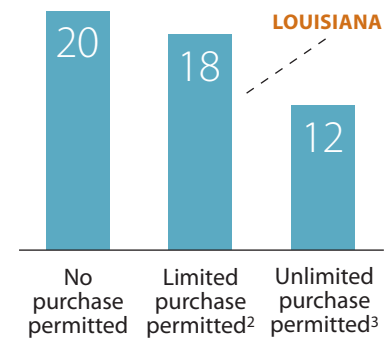 LOUISIANA
20
18
12
No
purchase
permitted
Limited
purchase
permitted²
Unlimited
purchase
permitted³